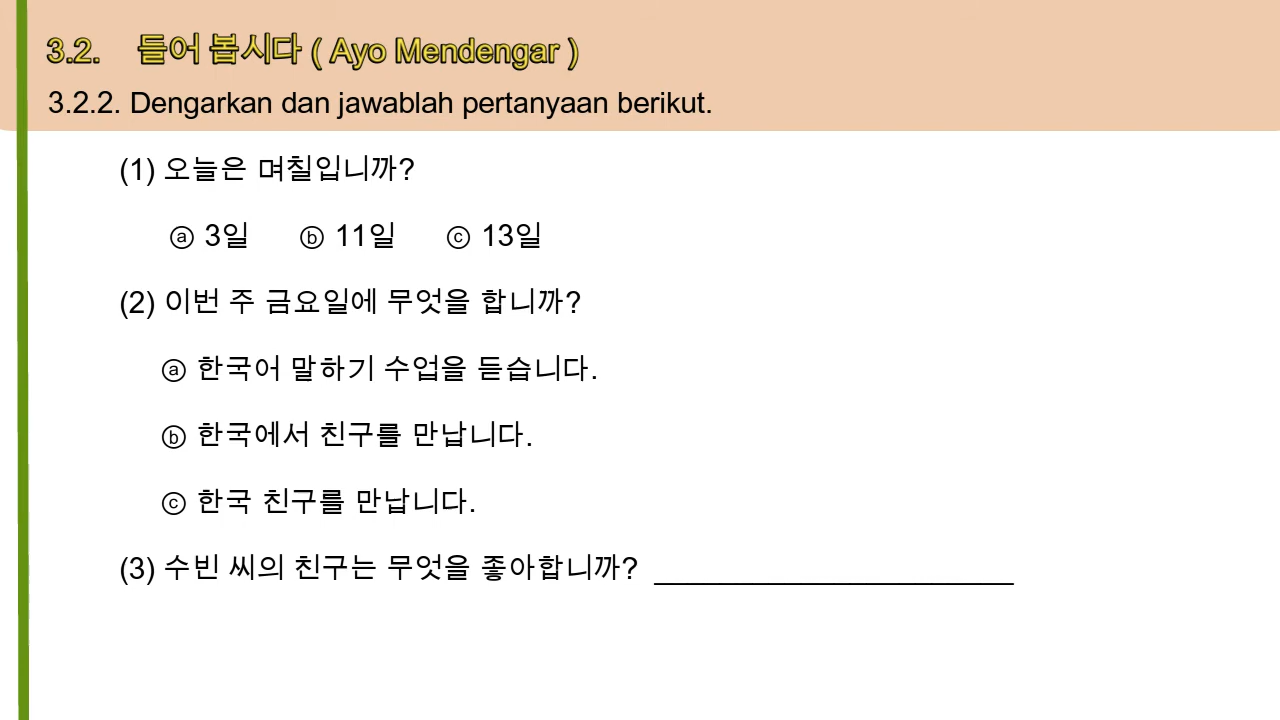 3.2. 들어 봅시다 ( Ayo Mendengar )
3.2.2. Dengarkan dan jawablah pertanyaan berikut.
(1) 오늘은 며칠입니까?
ⓐ 3일 ⓑ 11일 ⓒ 13일
(2) 이번 주 금요일에 무엇을 합니까?
ⓐ 한국어 말하기 수업을 듣습니다.
ⓑ 한국에서 친구를 만납니다.
ⓒ 한국 친구를 만납니다.
(3) 수빈 씨의 친구는 무엇을 좋아합니까? ______________________